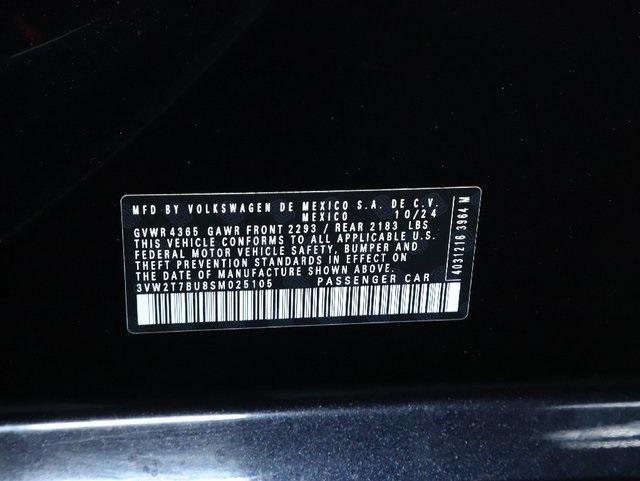 MFD BY VOLKSWAGEN DE MEXICO S.A. DE C.V.
MEXICO 10/24
GVWR 4365 GAWR FRONT 2293 / REAR 2183 LBS
THIS VEHICLE CONFORMS TO ALL APPLICABLE U.S.
FEDERAL MOTOR VEHICLE SAFETY, BUMPER AND
THEFT PREVENTION STANDARDS IN EFFECT ON
THE DATE OF MANUFACTURE SHOWN ABOVE.
3VW2T7BU8SM025105 PASSENGER CAR
4031216 3964 M